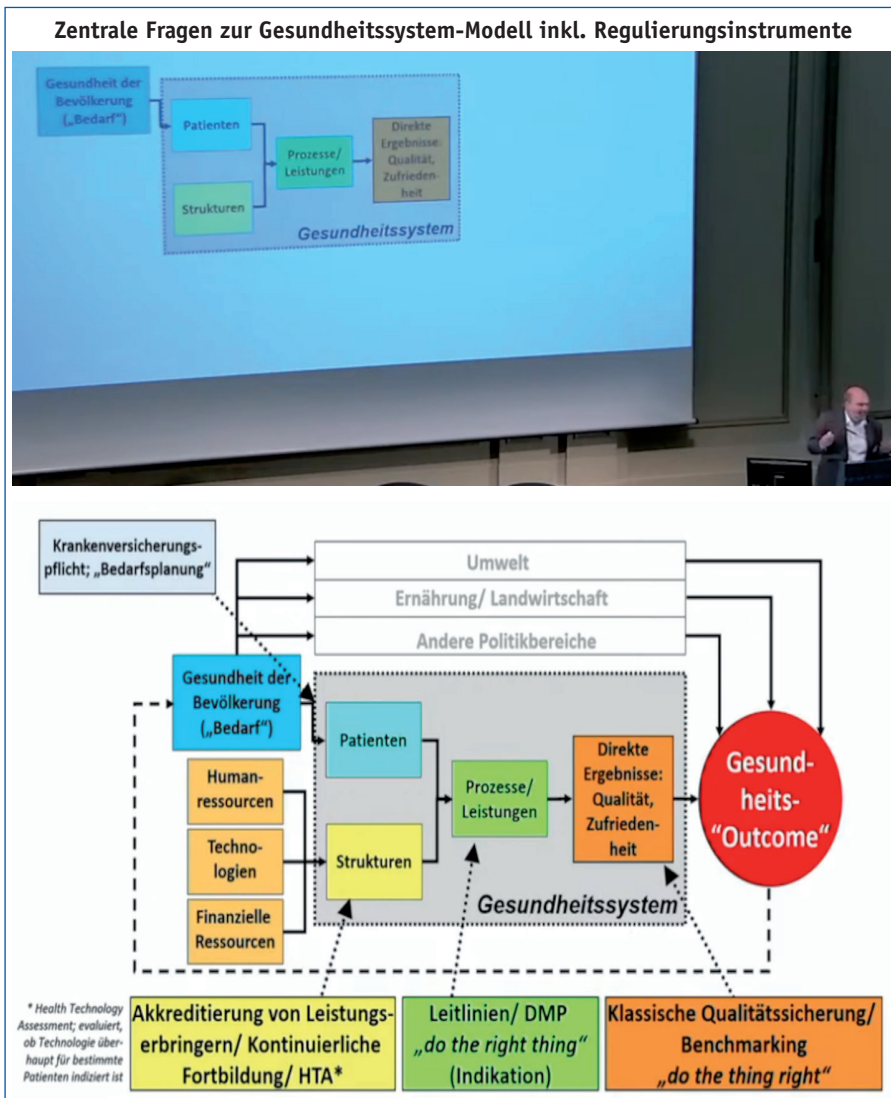 Zentrale Fragen zur Gesundheitssystem-Modell inkl. Regulierungsinstrumente
Gesundheit der
Bevölkerung
(„Bedarf“)
Patienten
Strukturen
Prozesse/
Leistungen
Direkte
Ergebnisse:
Qualität,
Zufrieden-
heit
Gesundheitssystem
Krankenversicherungs-
pflicht; „Bedarfsplanung“
Umwelt
Ernährung/ Landwirtschaft
Andere Politikbereiche
Gesundheit der
Bevölkerung
(„Bedarf“)
Human-
ressourcen
Techno-
logien
Finanzielle
Ressourcen
Patienten
Strukturen
Prozesse/
Leistungen
Direkte
Ergebnisse:
Qualität,
Zufrieden-
heit
Gesundheitssystem
Gesund-
heits-
“Outcome“
* Health Technology
Assessment; evaluiert,
ob Technologie über-
haupt für bestimmte
Patienten indiziert ist
Akkreditierung von Leistungs-
erbringern/ Kontinuierliche
Fortbildung/ HTA*
Leitlinien/ DMP
„do the right thing“
(Indikation)
Klassische Qualitätssicherung/
Benchmarking
„do the thing right“